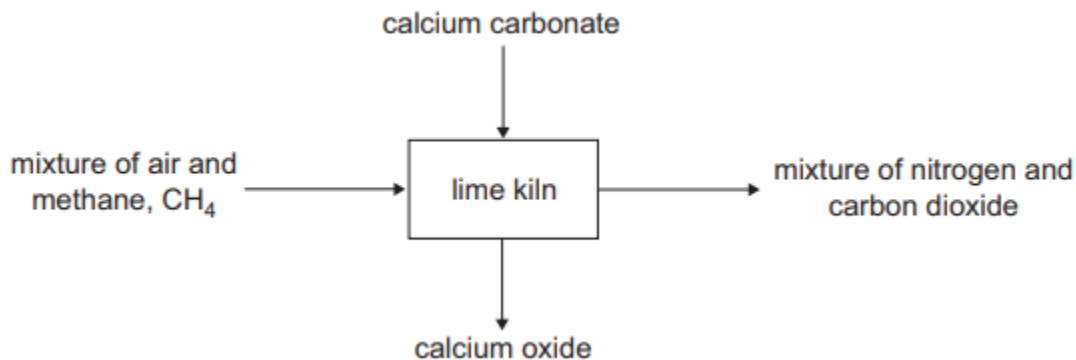 calcium carbonate
mixture of air and
methane, CH₄
lime kiln
mixture of nitrogen and
carbon dioxide
calcium oxide